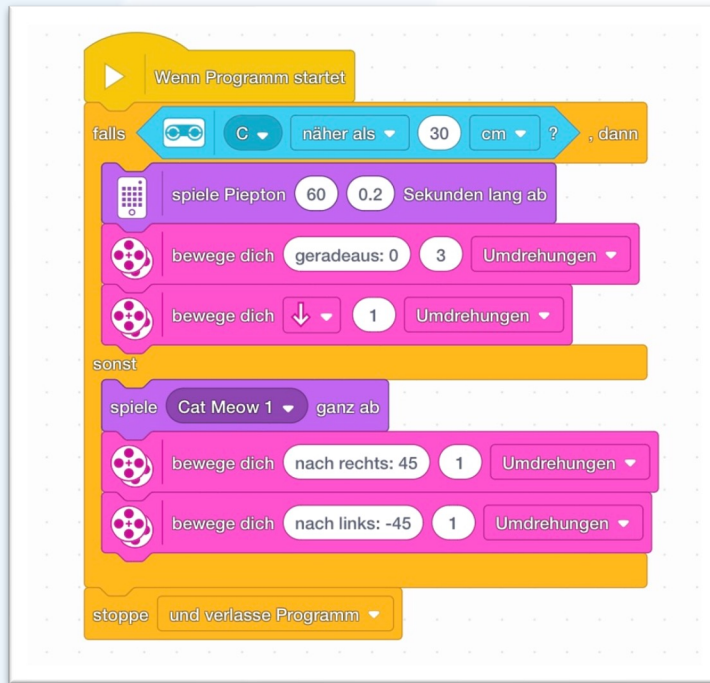 Wenn Programm startet
falls C näher als 30 cm ? , dann
spiele Piepton 60 0.2 Sekunden lang ab
bewege dich geradeaus: 0 3 Umdrehungen
bewege dich 1 Umdrehungen
sonst
spiele Cat Meow 1 ganz ab
bewege dich nach rechts: 45 1 Umdrehungen
bewege dich nach links: -45 1 Umdrehungen
stoppe und verlasse Programm